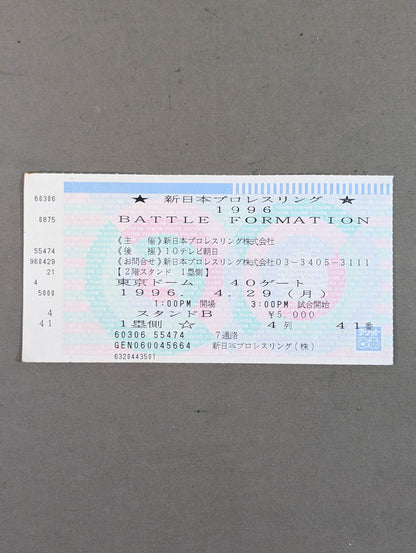 ★ 新日本プロレスリング ★
1996
BATTLE FORMATION
60306
0875
55474
960429
21
4
5000
4
41
《主 催》新日本プロレスリング株式会社
《後 援》10テレビ朝日
《お問合せ》新日本プロレスリング株式会社03-3405-3111
【2階スタンド 1塁側】
東京ドーム 40ゲート
1996. 4.29(月)
1:00PM 開場 3:00PM 試合開始
スタンドB ¥5,000
1塁側 ☆ 4列 41番
60306 55474 7通路
GEN060045664 新日本プロレスリング(株)
6320443501